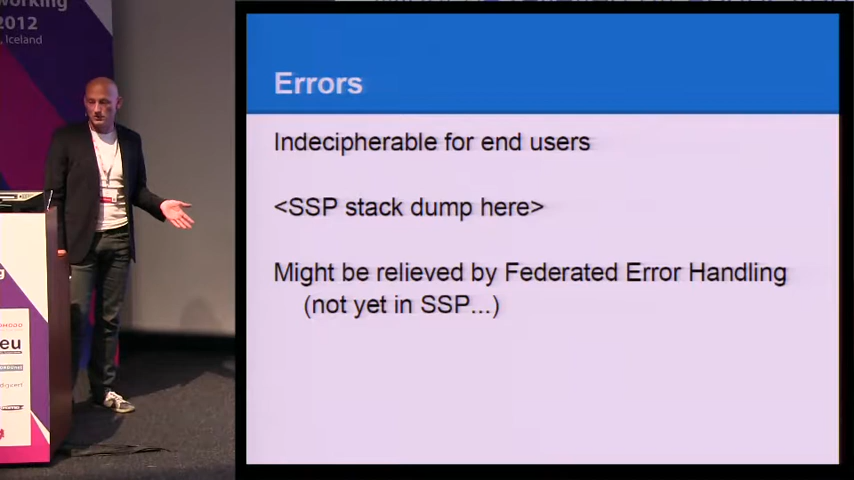 working
2012
, Iceland
Errors
Indecipherable for end users
<SSP stack dump here>
Might be relieved by Federated Error Handling
(not yet in SSP...)
eu